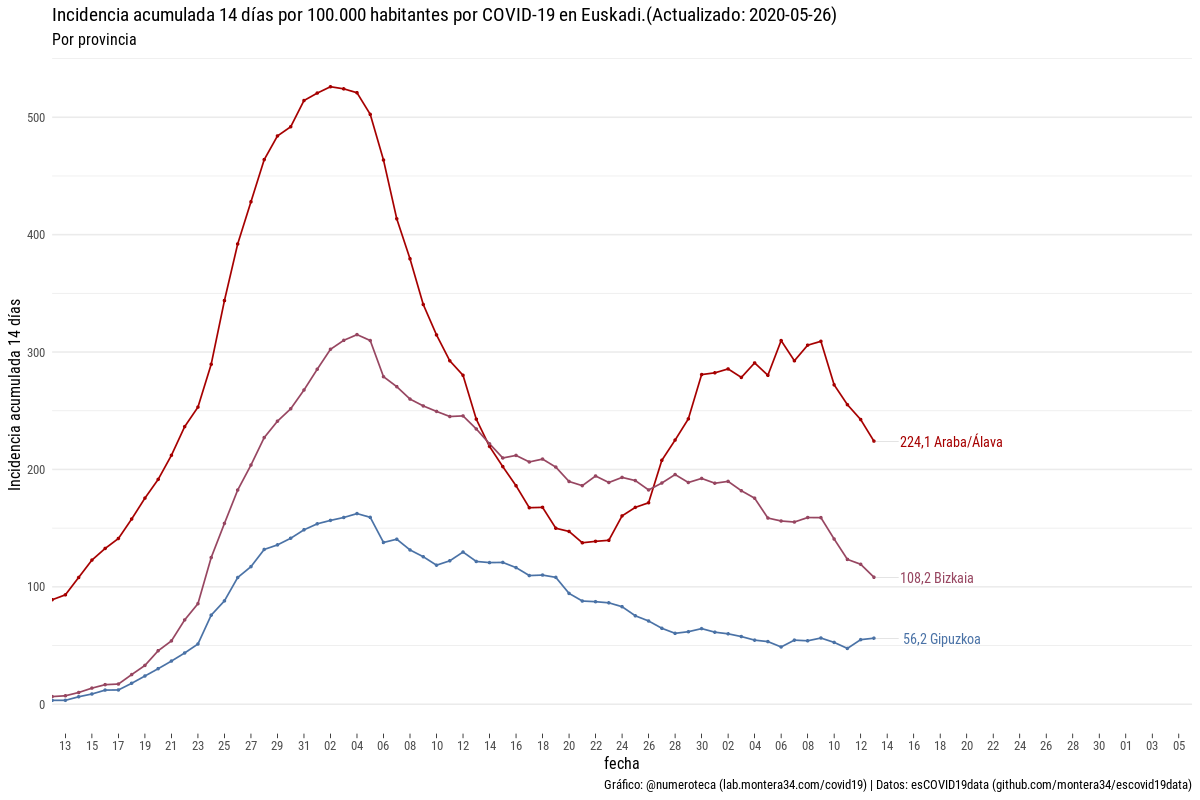 Incidencia acumulada 14 días por 100.000 habitantes por COVID-19 en Euskadi.(Actualizado: 2020-05-26)
Por provincia
Incidencia acumulada 14 días
500
400
300
200
100
0
224,1 Araba/Álava
108,2 Bizkaia
56,2 Gipuzkoa
13 15 17 19 21 23 25 27 29 31 02 04 06 08 10 12 14 16 18 20 22 24 26 28 30 02 04 06 08 10 12 14 16 18 20 22 24 26 28 30 01 03 05
fecha
Gráfico: @numeroteca (lab.montera34.com/covid19) | Datos: esCOVID19data (github.com/montera34/escovid19data)